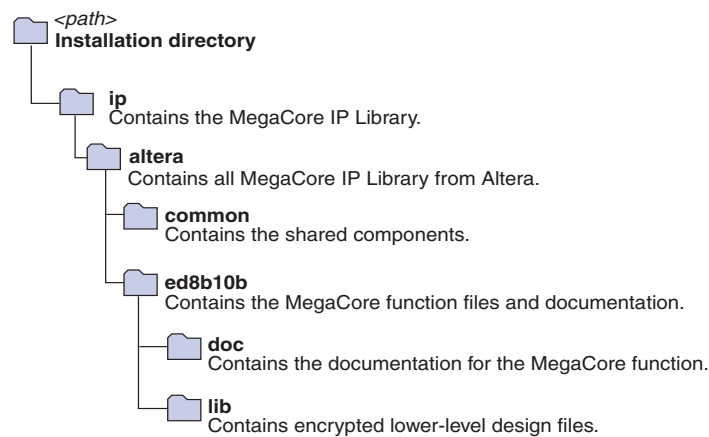 <path>
Installation directory
ip
Contains the MegaCore IP Library.
altera
Contains all MegaCore IP Library from Altera.
common
Contains the shared components.
ed8b10b
Contains the MegaCore function files and documentation.
doc
Contains the documentation for the MegaCore function.
lib
Contains encrypted lower-level design files.